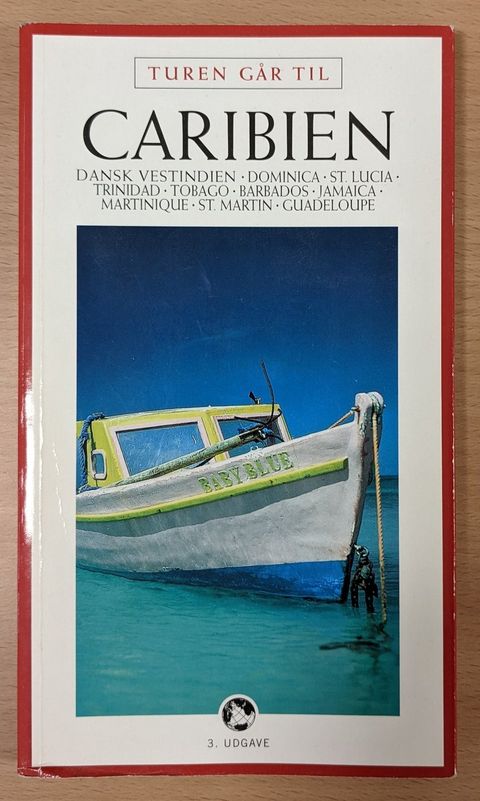 TUREN GÅR TIL
CARIBIEN
DANSK VESTINDIEN · DOMINICA · ST. LUCIA ·
TRINIDAD · TOBAGO · BARBADOS · JAMAICA ·
MARTINIQUE · ST. MARTIN · GUADELOUPE
BABY BLUE
3. UDGAVE